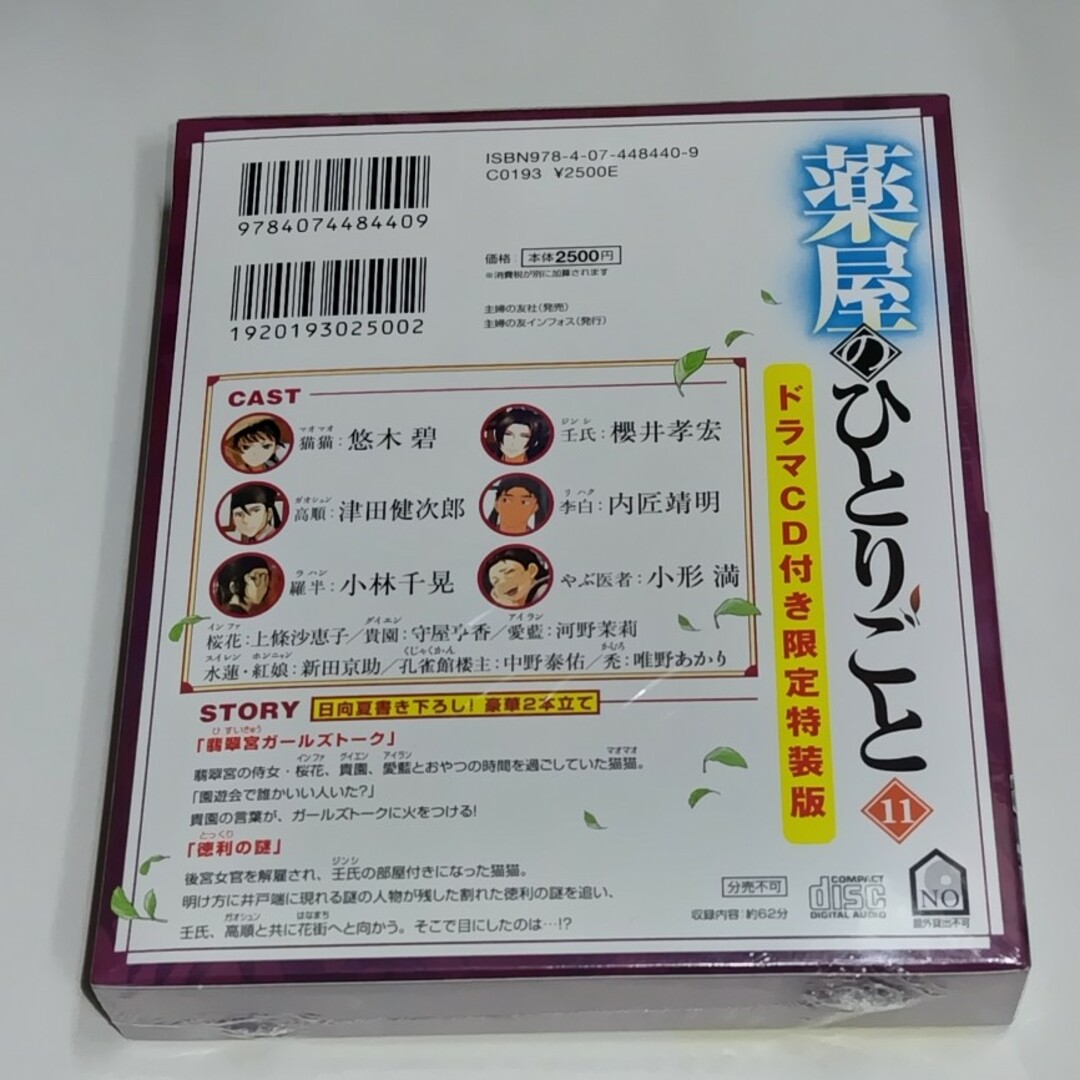 薬屋のひとりごと
11
ドラマCD付き限定特装版
9784074484409
ISBN978-4-07-448440-9
C0193 ¥2500E
1920193025002
価格: 本体2500円
※消費税が別に加算されます
主婦の友社(発売)
主婦の友インフォス(発行)
CAST
マオマオ
猫猫:悠木 碧
ジンシ
壬氏:櫻井孝宏
ガオシュン
高順:津田健次郎
リハク
李白:内匠靖明
ラハン
羅半:小林千晃
やぶ医者:小形 満
インファ グイエン アイラン
桜花:上條沙恵子/貴園:守屋亨香/愛藍:河野茉莉
スイレン ホンニャン くじゃくかん かむろ
水蓮・紅娘:新田京助/孔雀館楼主:中野泰佑/禿:唯野あかり
STORY 日向夏書き下ろし! 豪華2本立て
ひすいきゅう
「翡翠宮ガールズトーク」
インファ グイエン アイラン マオマオ
翡翠宮の侍女・桜花、貴園、愛藍とおやつの時間を過ごしていた猫猫。
「園遊会で誰かいい人いた?」
貴園の言葉が、ガールズトークに火をつける!
とっくり
「徳利の謎」
ジンシ
後宮女官を解雇され、壬氏の部屋付きになった猫猫。
明け方に井戸端に現れる謎の人物が残した割れた徳利の謎を追い、
ガオシュン はなまち
壬氏、高順と共に花街へと向かう。そこで目にしたのは…!?
分売不可
収録内容:約62分
COMPACT
disc
DIGITAL AUDIO
NO
館外貸出不可